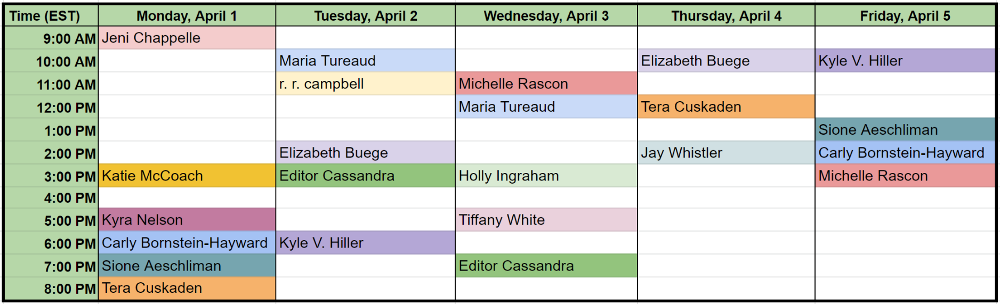 Time (EST) Monday, April 1 Tuesday, April 2 Wednesday, April 3 Thursday, April 4 Friday, April 5
9:00 AM Jeni Chappelle
10:00 AM Maria Tureaud Elizabeth Buege Kyle V. Hiller
11:00 AM r. r. campbell Michelle Rascon
12:00 PM Maria Tureaud Tera Cuskaden
1:00 PM Sione Aeschliman
2:00 PM Elizabeth Buege Jay Whistler Carly Bornstein-Hayward
3:00 PM Katie McCoach Editor Cassandra Holly Ingraham Michelle Rascon
4:00 PM
5:00 PM Kyra Nelson Tiffany White
6:00 PM Carly Bornstein-Hayward Kyle V. Hiller
7:00 PM Sione Aeschliman Editor Cassandra
8:00 PM Tera Cuskaden